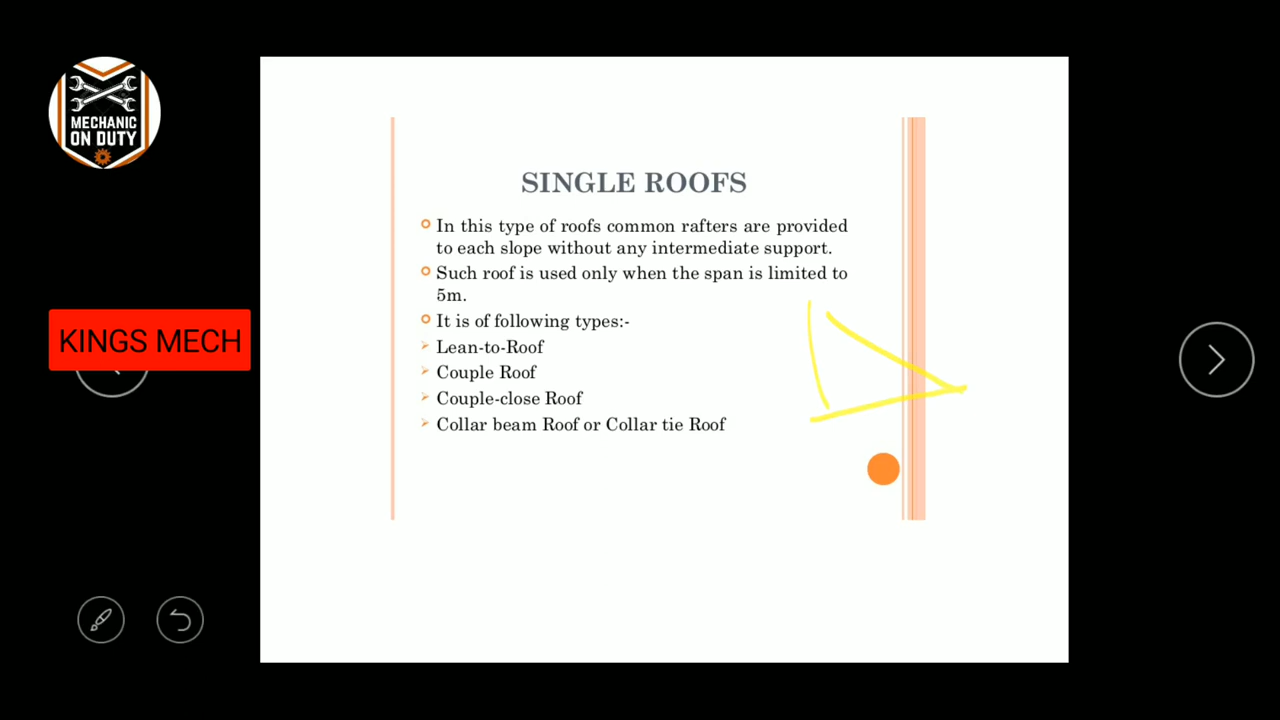 MECHANIC
ON DUTY
KINGS MECH
SINGLE ROOFS
In this type of roofs common rafters are provided
to each slope without any intermediate support.
Such roof is used only when the span is limited to
5m.
It is of following types:-
Lean-to-Roof
Couple Roof
Couple-close Roof
Collar beam Roof or Collar tie Roof